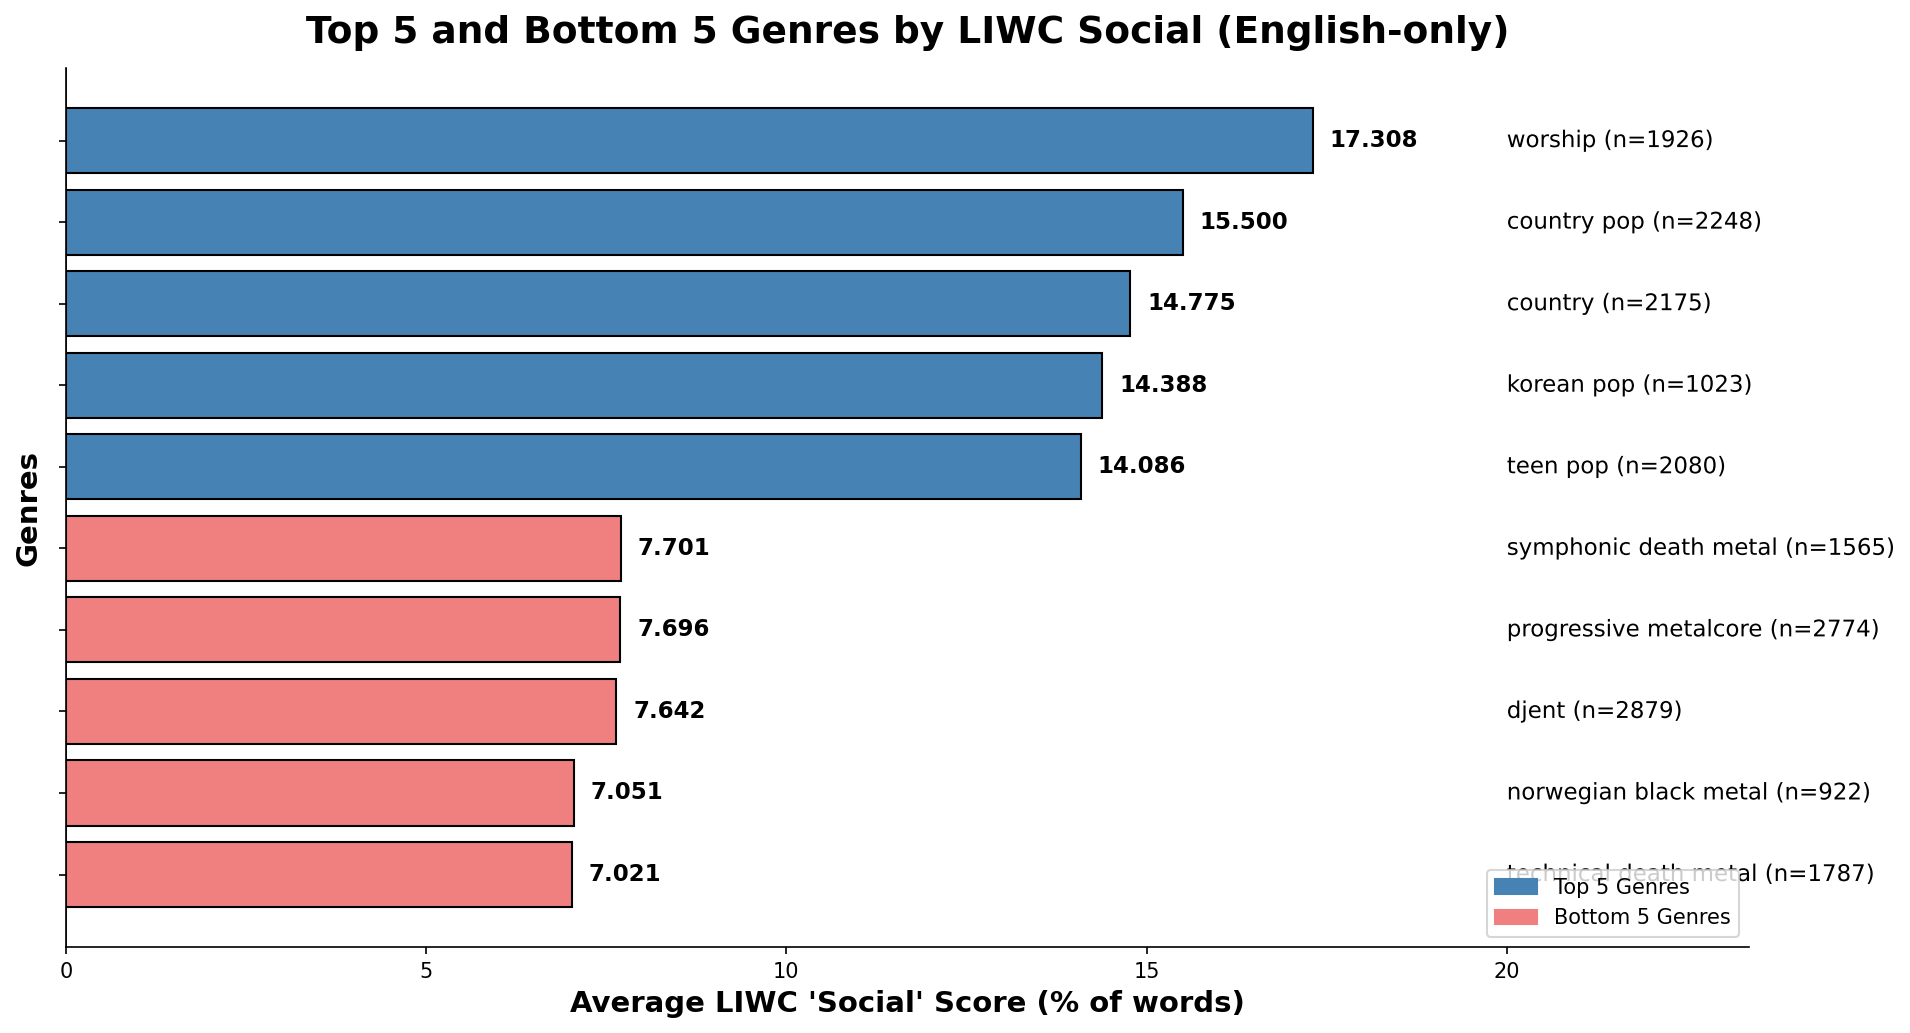 Top 5 and Bottom 5 Genres by LIWC Social (English-only)
Genres
17.308 worship (n=1926)
15.500 country pop (n=2248)
14.775 country (n=2175)
14.388 korean pop (n=1023)
14.086 teen pop (n=2080)
7.701 symphonic death metal (n=1565)
7.696 progressive metalcore (n=2774)
7.642 djent (n=2879)
7.051 norwegian black metal (n=922)
7.021 technical death metal (n=1787)
Top 5 Genres
Bottom 5 Genres
0 5 10 15 20
Average LIWC 'Social' Score (% of words)